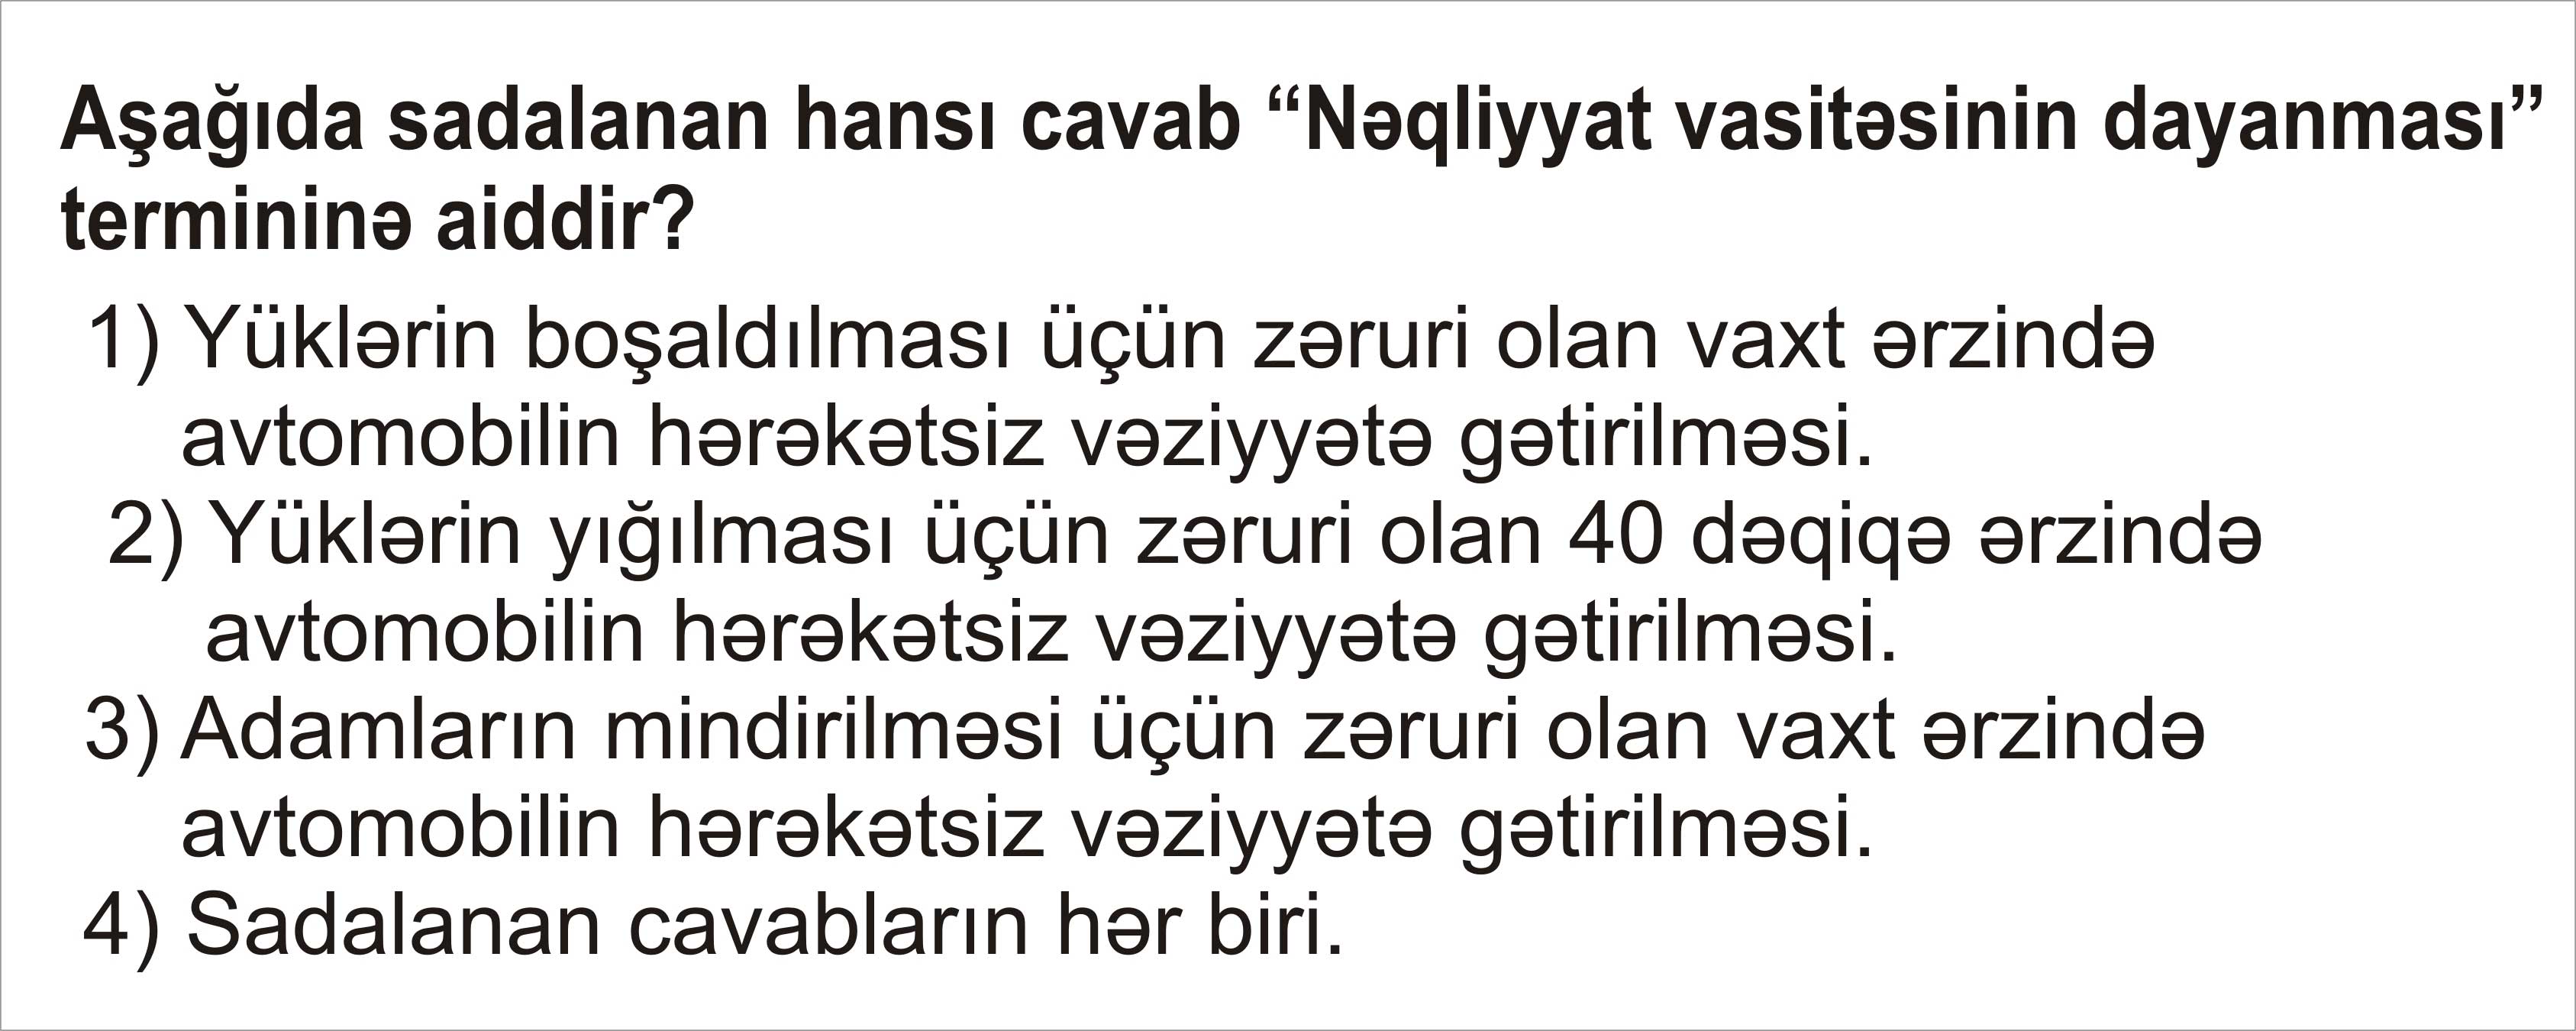 Aşağıda sadalanan hansı cavab “Nəqliyyat vasitəsinin dayanması”
termininə aiddir?
1) Yüklərin boşaldılması üçün zəruri olan vaxt ərzində
avtomobilin hərəkətsiz vəziyyətə gətirilməsi.
2) Yüklərin yığılması üçün zəruri olan 40 dəqiqə ərzində
avtomobilin hərəkətsiz vəziyyətə gətirilməsi.
3) Adamların mindirilməsi üçün zəruri olan vaxt ərzində
avtomobilin hərəkətsiz vəziyyətə gətirilməsi.
4) Sadalanan cavabların hər biri.